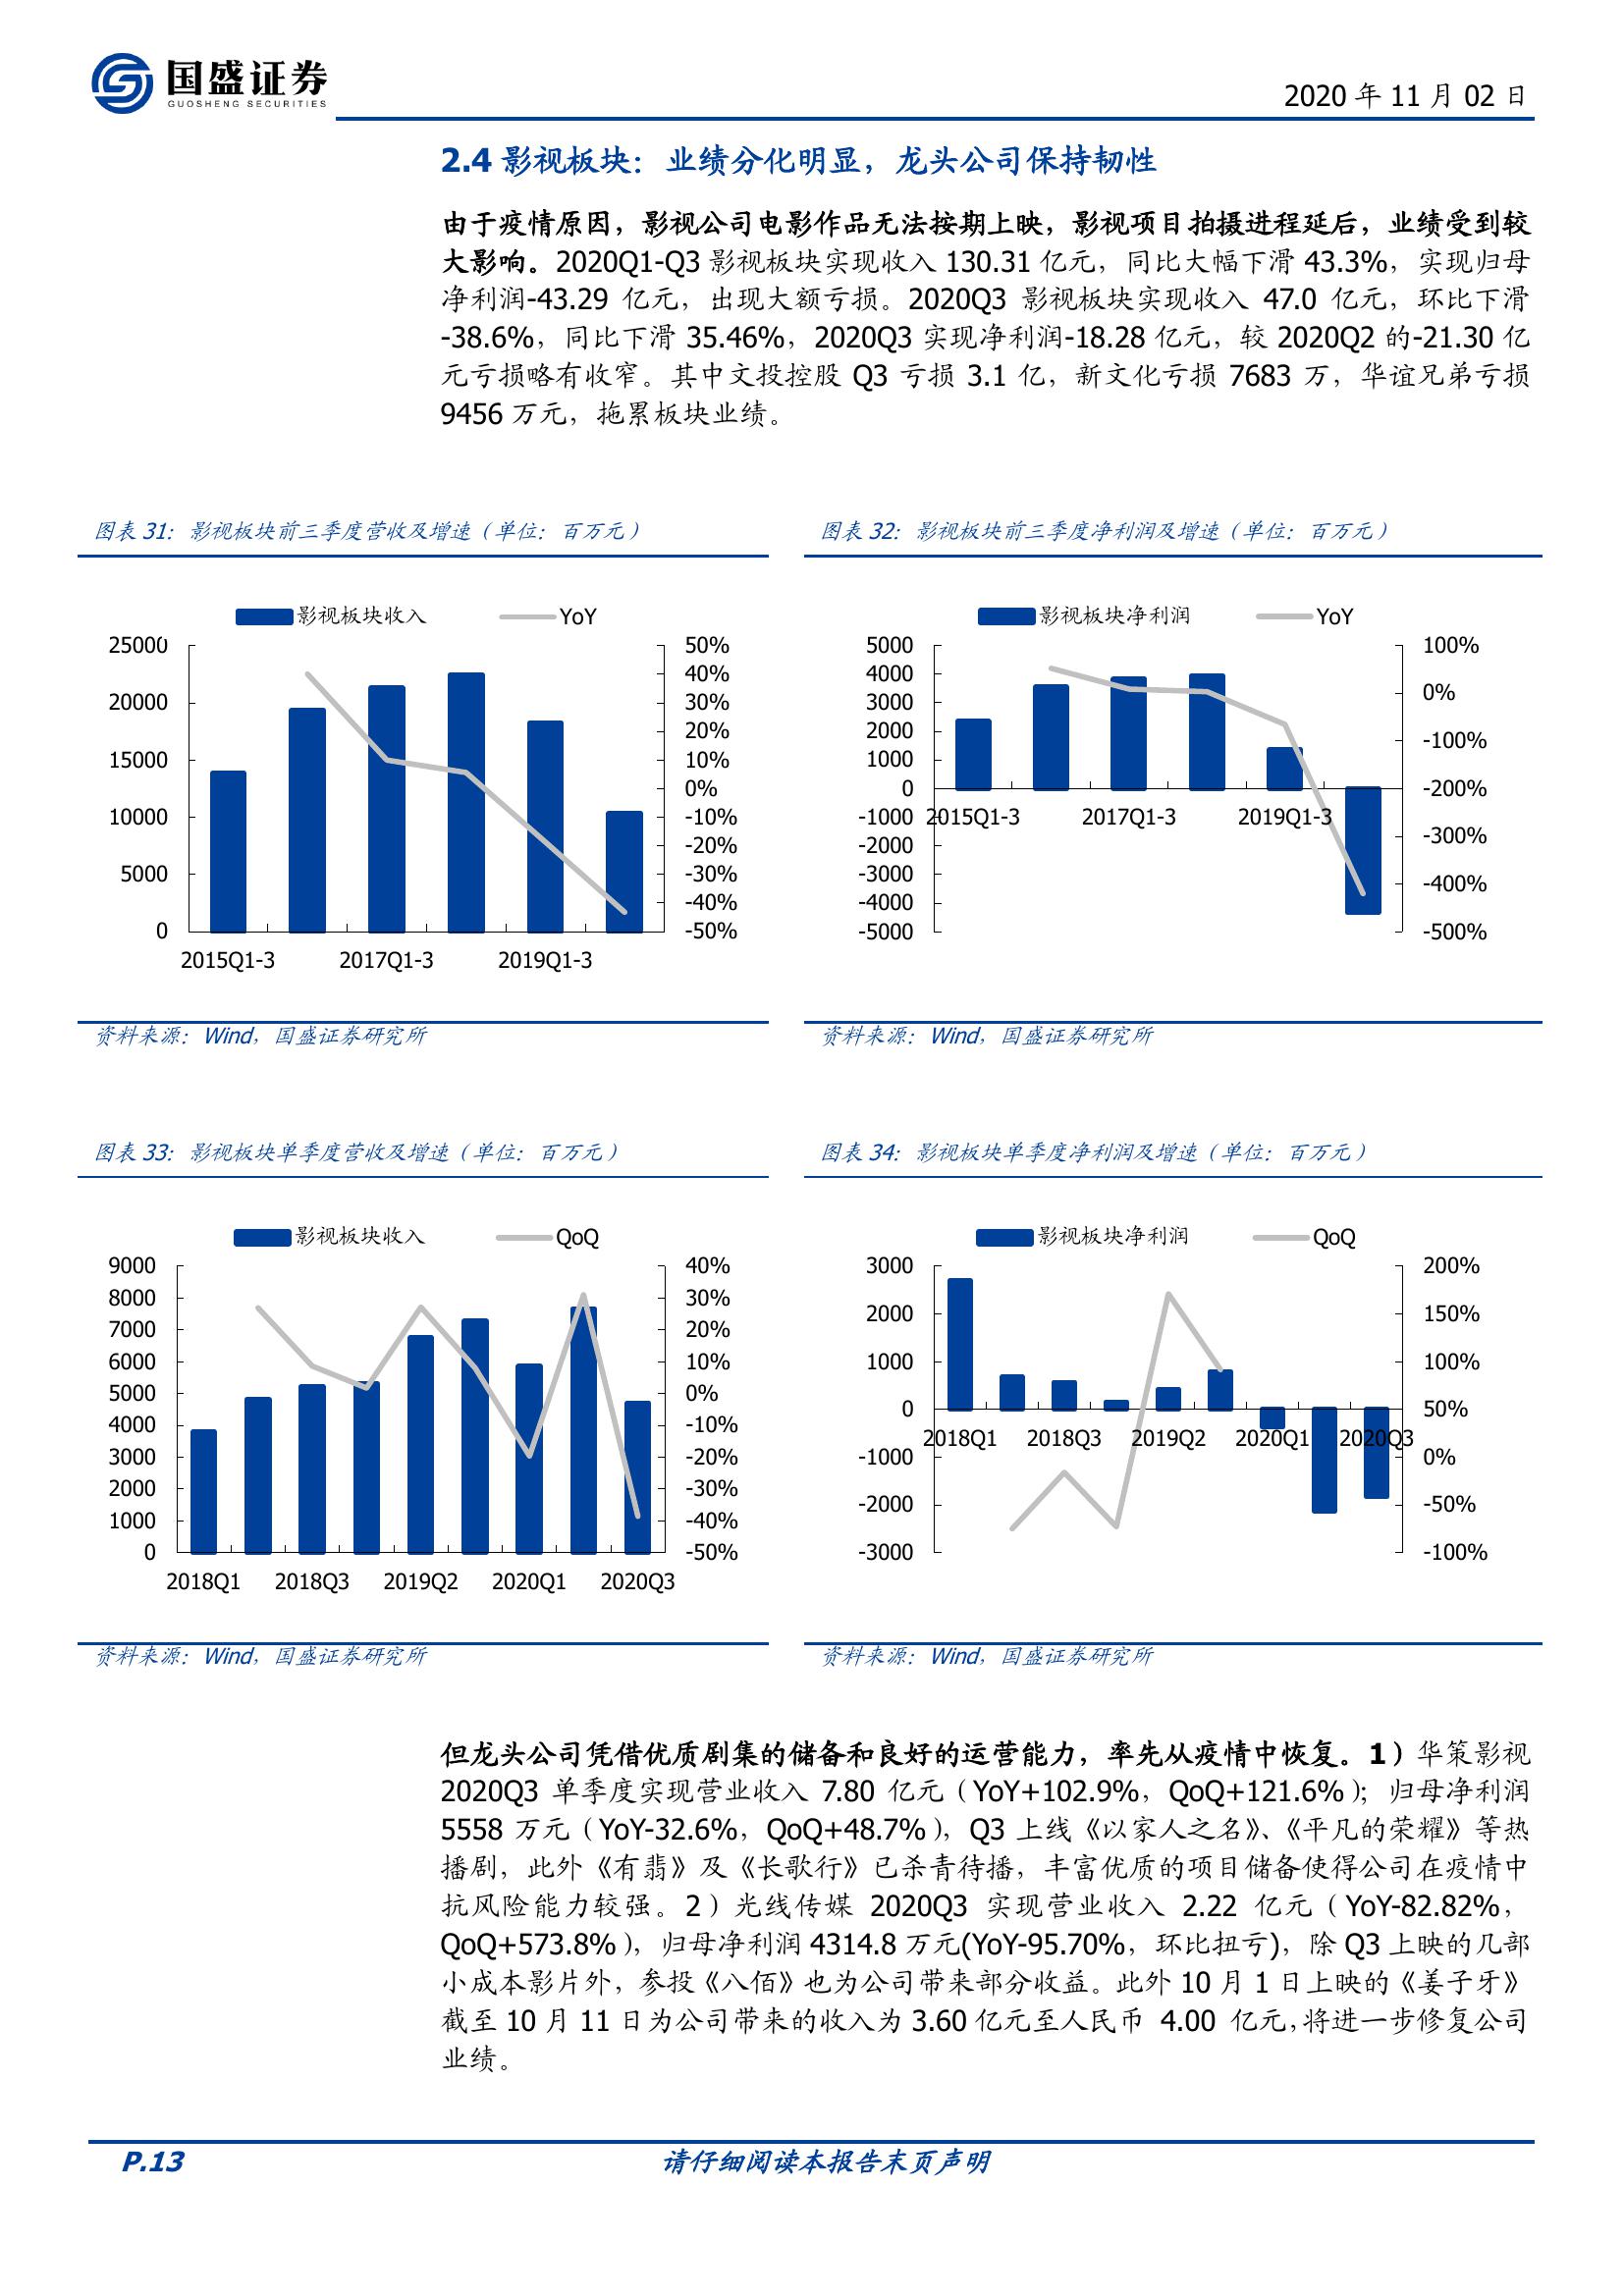 国盛证券
GUOSHENG SECURITIES
2020 年 11 月 02 日
2.4 影视板块：业绩分化明显，龙头公司保持韧性
由于疫情原因，影视公司电影作品无法按期上映，影视项目拍摄进程延后，业绩受到较
大影响。2020Q1-Q3 影视板块实现收入 130.31 亿元，同比大幅下滑 43.3%，实现归母
净利润-43.29 亿元，出现大额亏损。2020Q3 影视板块实现收入 47.0 亿元，环比下滑
-38.6%，同比下滑 35.46%，2020Q3 实现净利润-18.28 亿元，较 2020Q2 的-21.30 亿
元亏损略有收窄。其中文投控股 Q3 亏损 3.1 亿，新文化亏损 7683 万，华谊兄弟亏损
9456 万元，拖累板块业绩。
图表 31：影视板块前三季度营收及增速（单位：百万元）
影视板块收入 YoY
25000
20000
15000
10000
5000
0
50%
40%
30%
20%
10%
0%
-10%
-20%
-30%
-40%
-50%
2015Q1-3 2017Q1-3 2019Q1-3
资料来源：Wind，国盛证券研究所
图表 32：影视板块前三季度净利润及增速（单位：百万元）
影视板块净利润 YoY
5000
4000
3000
2000
1000
0
-1000
-2000
-3000
-4000
-5000
100%
0%
-100%
-200%
-300%
-400%
-500%
2015Q1-3 2017Q1-3 2019Q1-3
资料来源：Wind，国盛证券研究所
图表 33：影视板块单季度营收及增速（单位：百万元）
影视板块收入 QoQ
9000
8000
7000
6000
5000
4000
3000
2000
1000
0
40%
30%
20%
10%
0%
-10%
-20%
-30%
-40%
-50%
2018Q1 2018Q3 2019Q2 2020Q1 2020Q3
资料来源：Wind，国盛证券研究所
图表 34：影视板块单季度净利润及增速（单位：百万元）
影视板块净利润 QoQ
3000
2000
1000
0
-1000
-2000
-3000
200%
150%
100%
50%
0%
-50%
-100%
2018Q1 2018Q3 2019Q2 2020Q1 2020Q3
资料来源：Wind，国盛证券研究所
但龙头公司凭借优质剧集的储备和良好的运营能力，率先从疫情中恢复。1）华策影视
2020Q3 单季度实现营业收入 7.80 亿元（YoY+102.9%，QoQ+121.6%）；归母净利润
5558 万元（YoY-32.6%，QoQ+48.7%），Q3 上线《以家人之名》、《平凡的荣耀》等热
播剧，此外《有翡》及《长歌行》已杀青待播，丰富优质的项目储备使得公司在疫情中
抗风险能力较强。2）光线传媒 2020Q3 实现营业收入 2.22 亿元（YoY-82.82%，
QoQ+573.8%），归母净利润 4314.8 万元(YoY-95.70%，环比扭亏)，除 Q3 上映的几部
小成本影片外，参投《八佰》也为公司带来部分收益。此外 10 月 1 日上映的《姜子牙》
截至 10 月 11 日为公司带来的收入为 3.60 亿元至人民币 4.00 亿元，将进一步修复公司
业绩。
P.13 请仔细阅读本报告末页声明